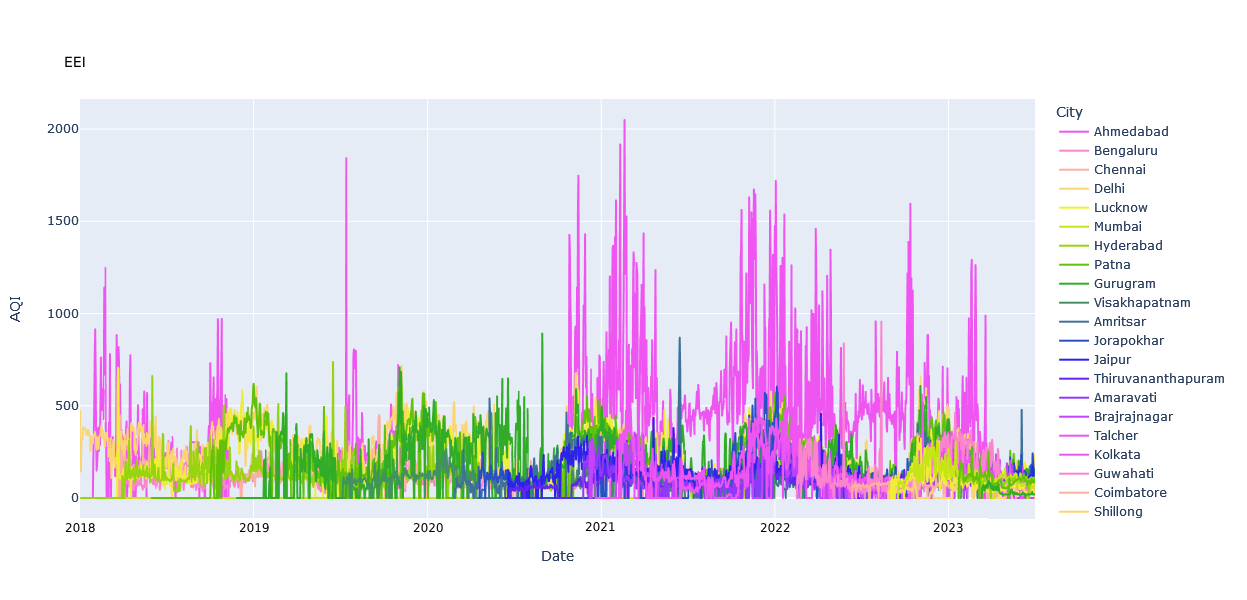 EEI
AQI
2000
1500
1000
500
0
2018
2019
2020
2021
2022
2023
Date
City
Ahmedabad
Bengaluru
Chennai
Delhi
Lucknow
Mumbai
Hyderabad
Patna
Gurugram
Visakhapatnam
Amritsar
Jorapokhar
Jaipur
Thiruvananthapuram
Amaravati
Brajrajnagar
Talcher
Kolkata
Guwahati
Coimbatore
Shillong